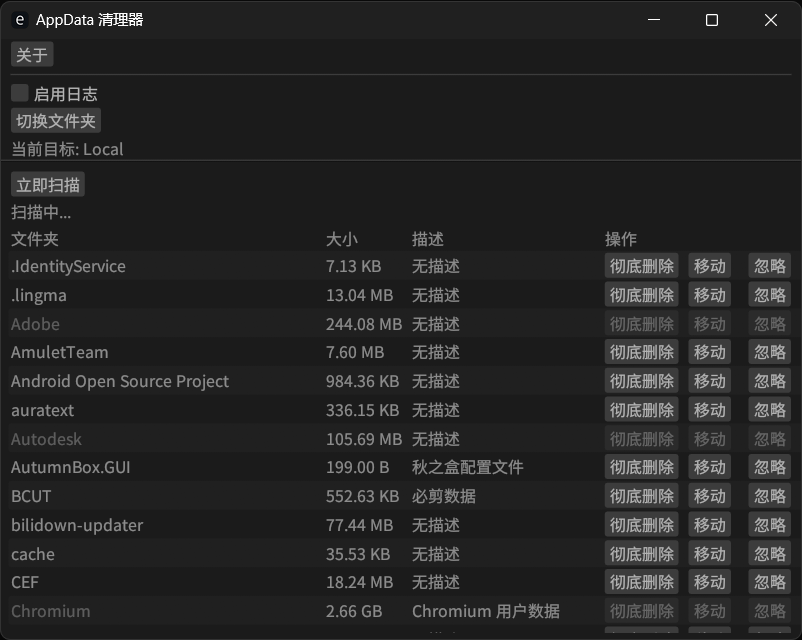 e AppData 清理器
关于
启用日志
切换文件夹
当前目标: Local
立即扫描
扫描中...
文件夹 大小 描述 操作
.IdentityService 7.13 KB 无描述 彻底删除 移动 忽略
.lingma 13.04 MB 无描述 彻底删除 移动 忽略
Adobe 244.08 MB 无描述 彻底删除 移动 忽略
AmuletTeam 7.60 MB 无描述 彻底删除 移动 忽略
Android Open Source Project 984.36 KB 无描述 彻底删除 移动 忽略
auratext 336.15 KB 无描述 彻底删除 移动 忽略
Autodesk 105.69 MB 无描述 彻底删除 移动 忽略
AutumnBox.GUI 199.00 B 秋之盒配置文件 彻底删除 移动 忽略
BCUT 552.63 KB 必剪数据 彻底删除 移动 忽略
bilidown-updater 77.44 MB 无描述 彻底删除 移动 忽略
cache 35.53 KB 无描述 彻底删除 移动 忽略
CEF 18.24 MB 无描述 彻底删除 移动 忽略
Chromium 2.66 GB Chromium 用户数据 彻底删除 移动 忽略